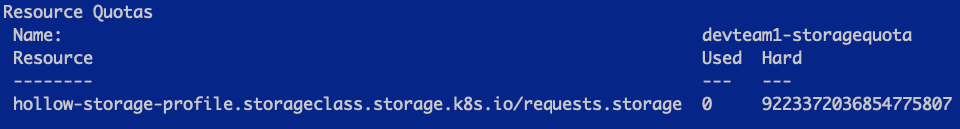 Resource Quotas
Name: devteam1-storagequota
Resource Used Hard
-------- --- ---
hollow-storage-profile.storageclass.storage.k8s.io/requests.storage 0 9223372036854775807